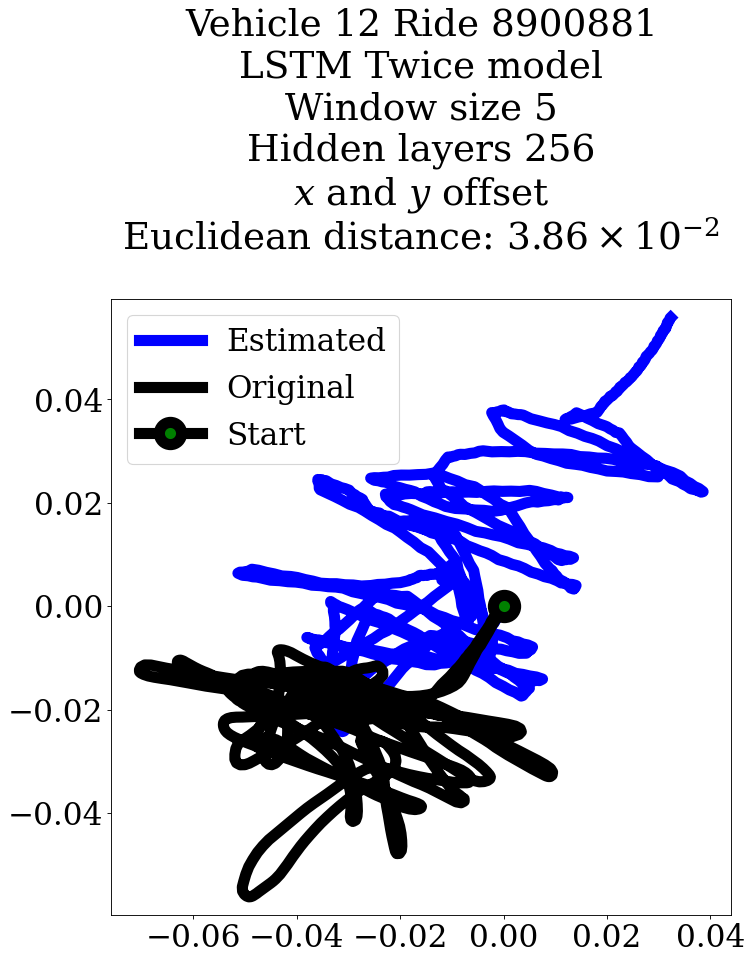 Vehicle 12 Ride 8900881
LSTM Twice model
Window size 5
Hidden layers 256
x and y offset
Euclidean distance: 3.86 × 10⁻²
Estimated
Original
Start
0.04
0.02
0.00
−0.02
−0.04
−0.06 −0.04 −0.02 0.00 0.02 0.04